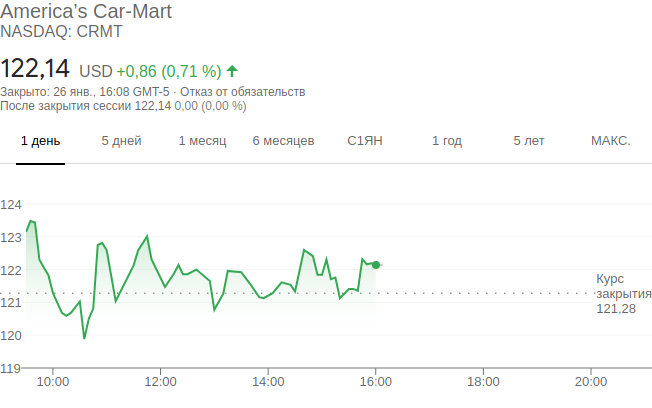 America’s Car-Mart
NASDAQ: CRMT
122,14 USD +0,86 (0,71 %)
Закрыто: 26 янв., 16:08 GMT-5 · Отказ от обязательств
После закрытия сессии 122,14 0,00 (0,00 %)
1 день 5 дней 1 месяц 6 месяцев С1ЯН 1 год 5 лет МАКС.
124
123
122
121
120
119
Курс
закрытия
121,28
10:00 12:00 14:00 16:00 18:00 20:00